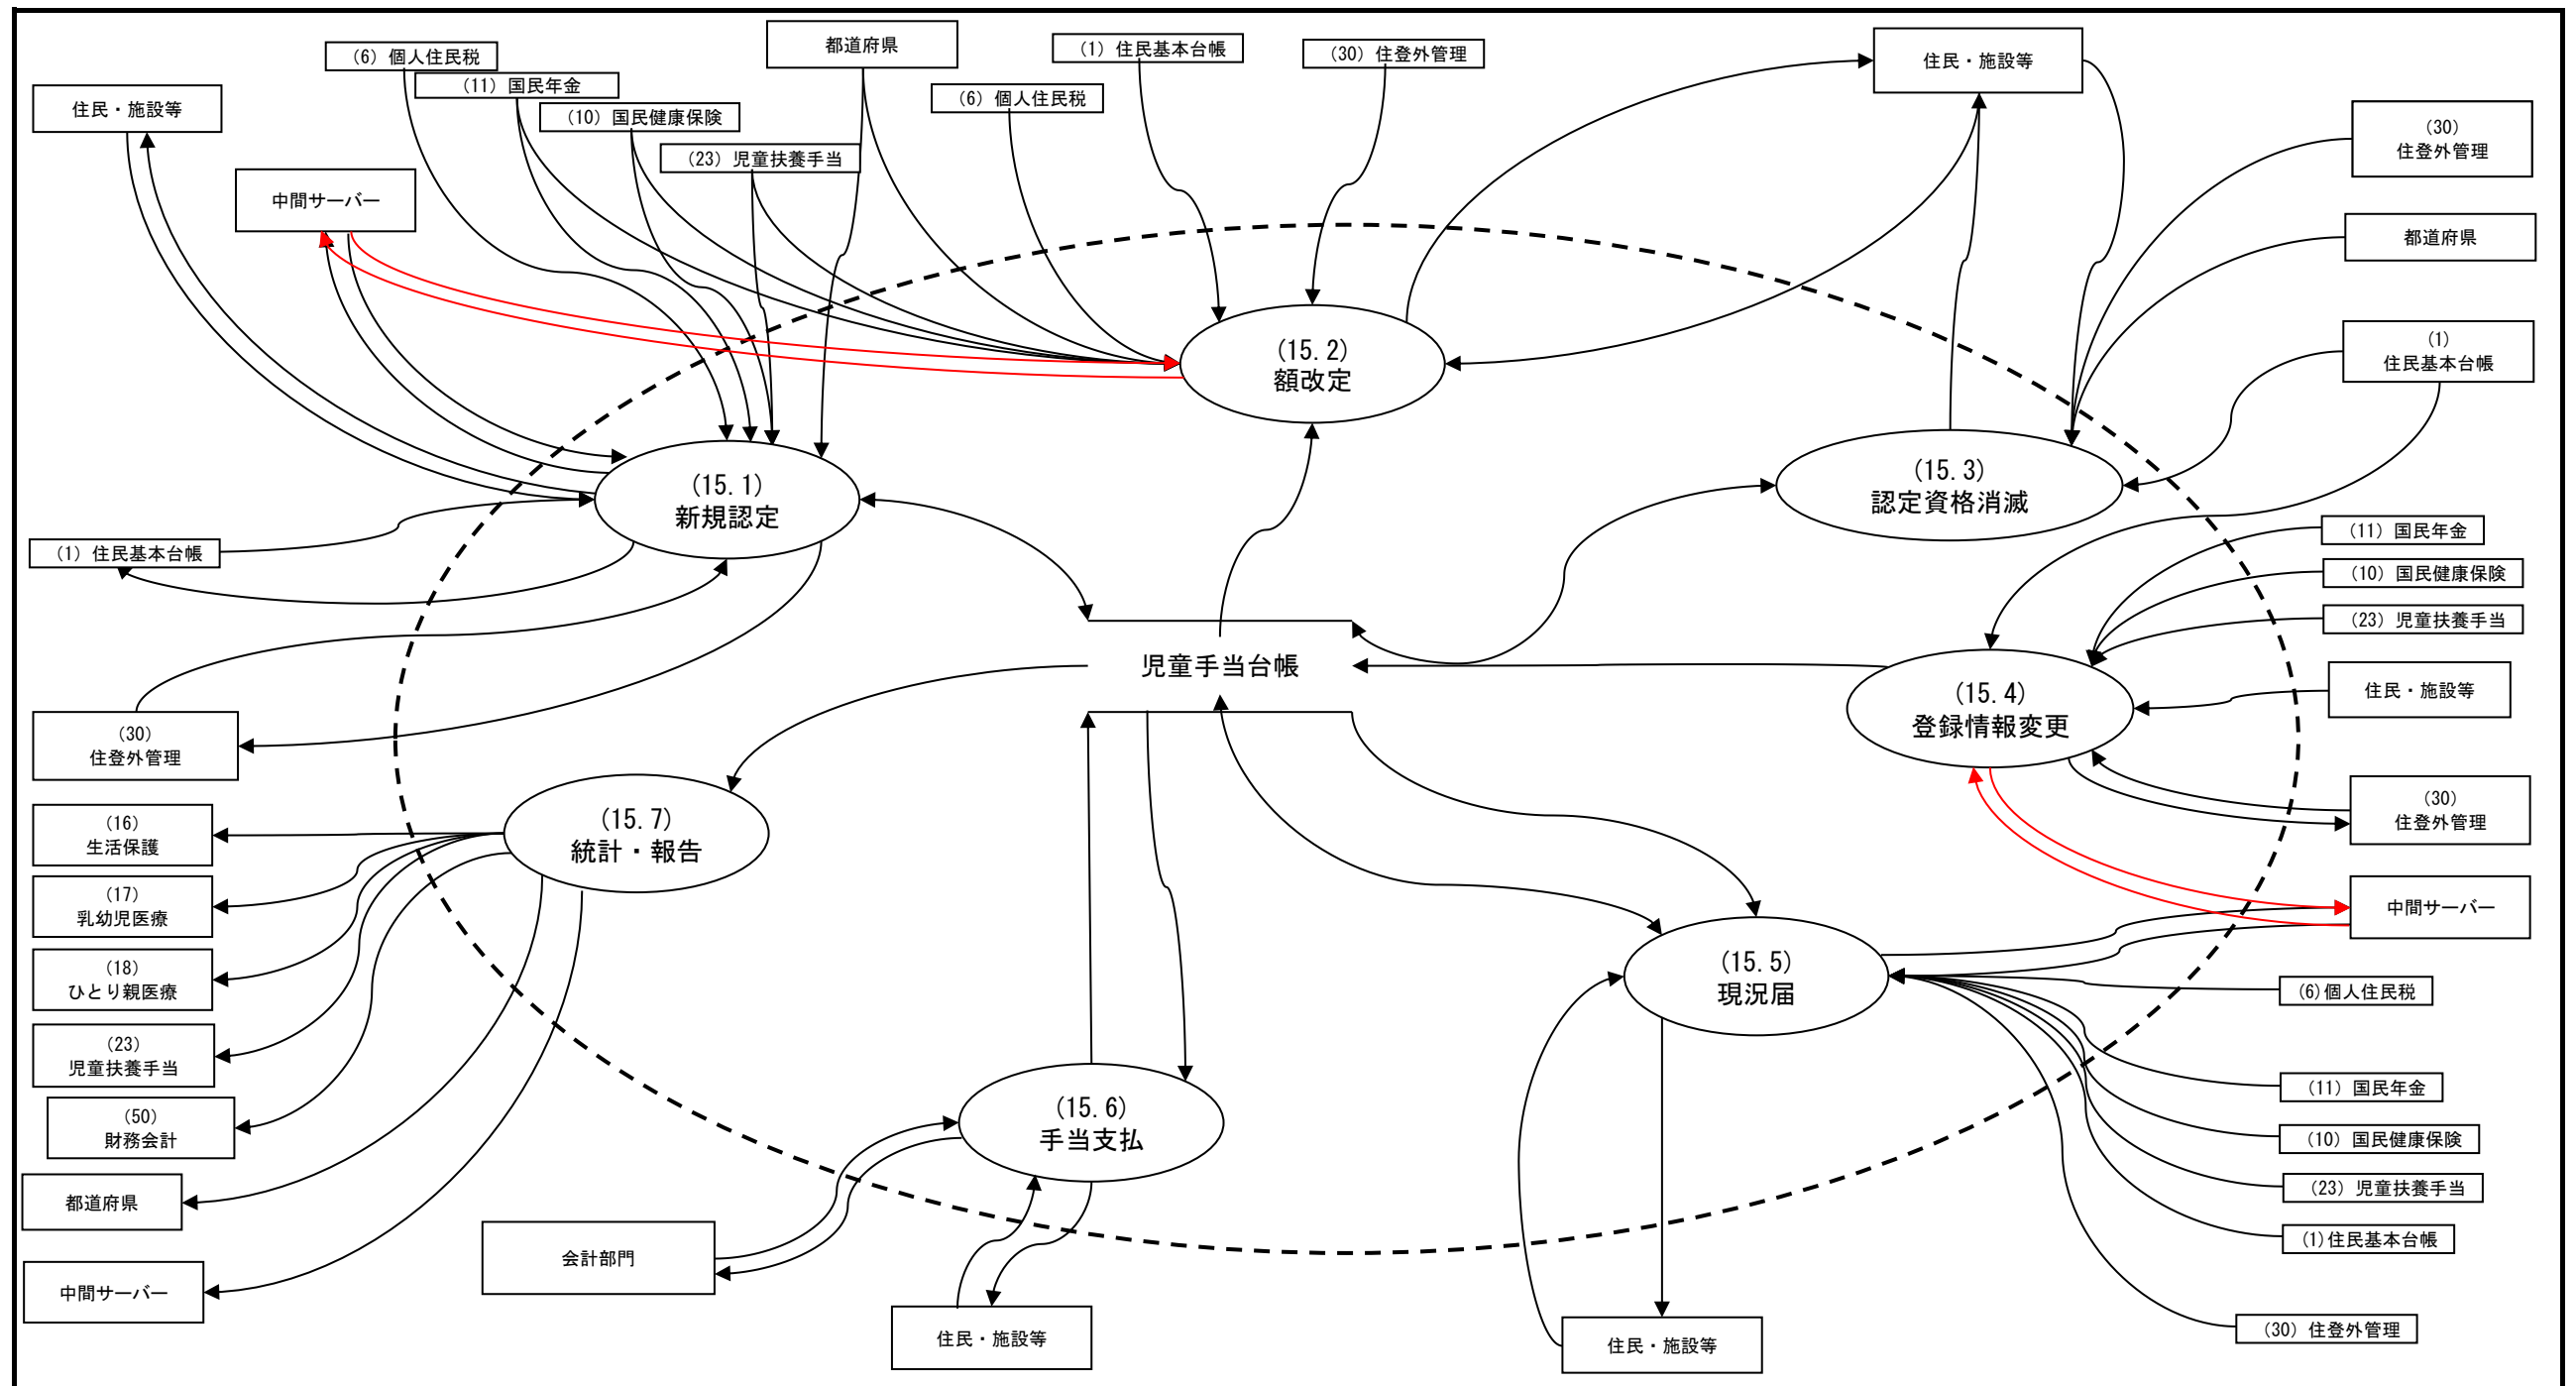 (6) 個人住民税
(11) 国民年金
(10) 国民健康保険
(23) 児童扶養手当
都道府県
(6) 個人住民税
(1) 住民基本台帳
(30) 住登外管理
住民・施設等
住民・施設等
中間サーバー
(30)
住登外管理
都道府県
(1)
住民基本台帳
(15.2)
額改定
(15.1)
新規認定
(15.3)
認定資格消滅
(1) 住民基本台帳
(11) 国民年金
(10) 国民健康保険
(23) 児童扶養手当
児童手当台帳
(15.4)
登録情報変更
住民・施設等
(30)
住登外管理
(30)
住登外管理
中間サーバー
(16)
生活保護
(17)
乳幼児医療
(18)
ひとり親医療
(23)
児童扶養手当
(50)
財務会計
都道府県
中間サーバー
(15.7)
統計・報告
(15.5)
現況届
(6)個人住民税
(11) 国民年金
(10) 国民健康保険
(23) 児童扶養手当
(1)住民基本台帳
(30) 住登外管理
(15.6)
手当支払
会計部門
住民・施設等
住民・施設等